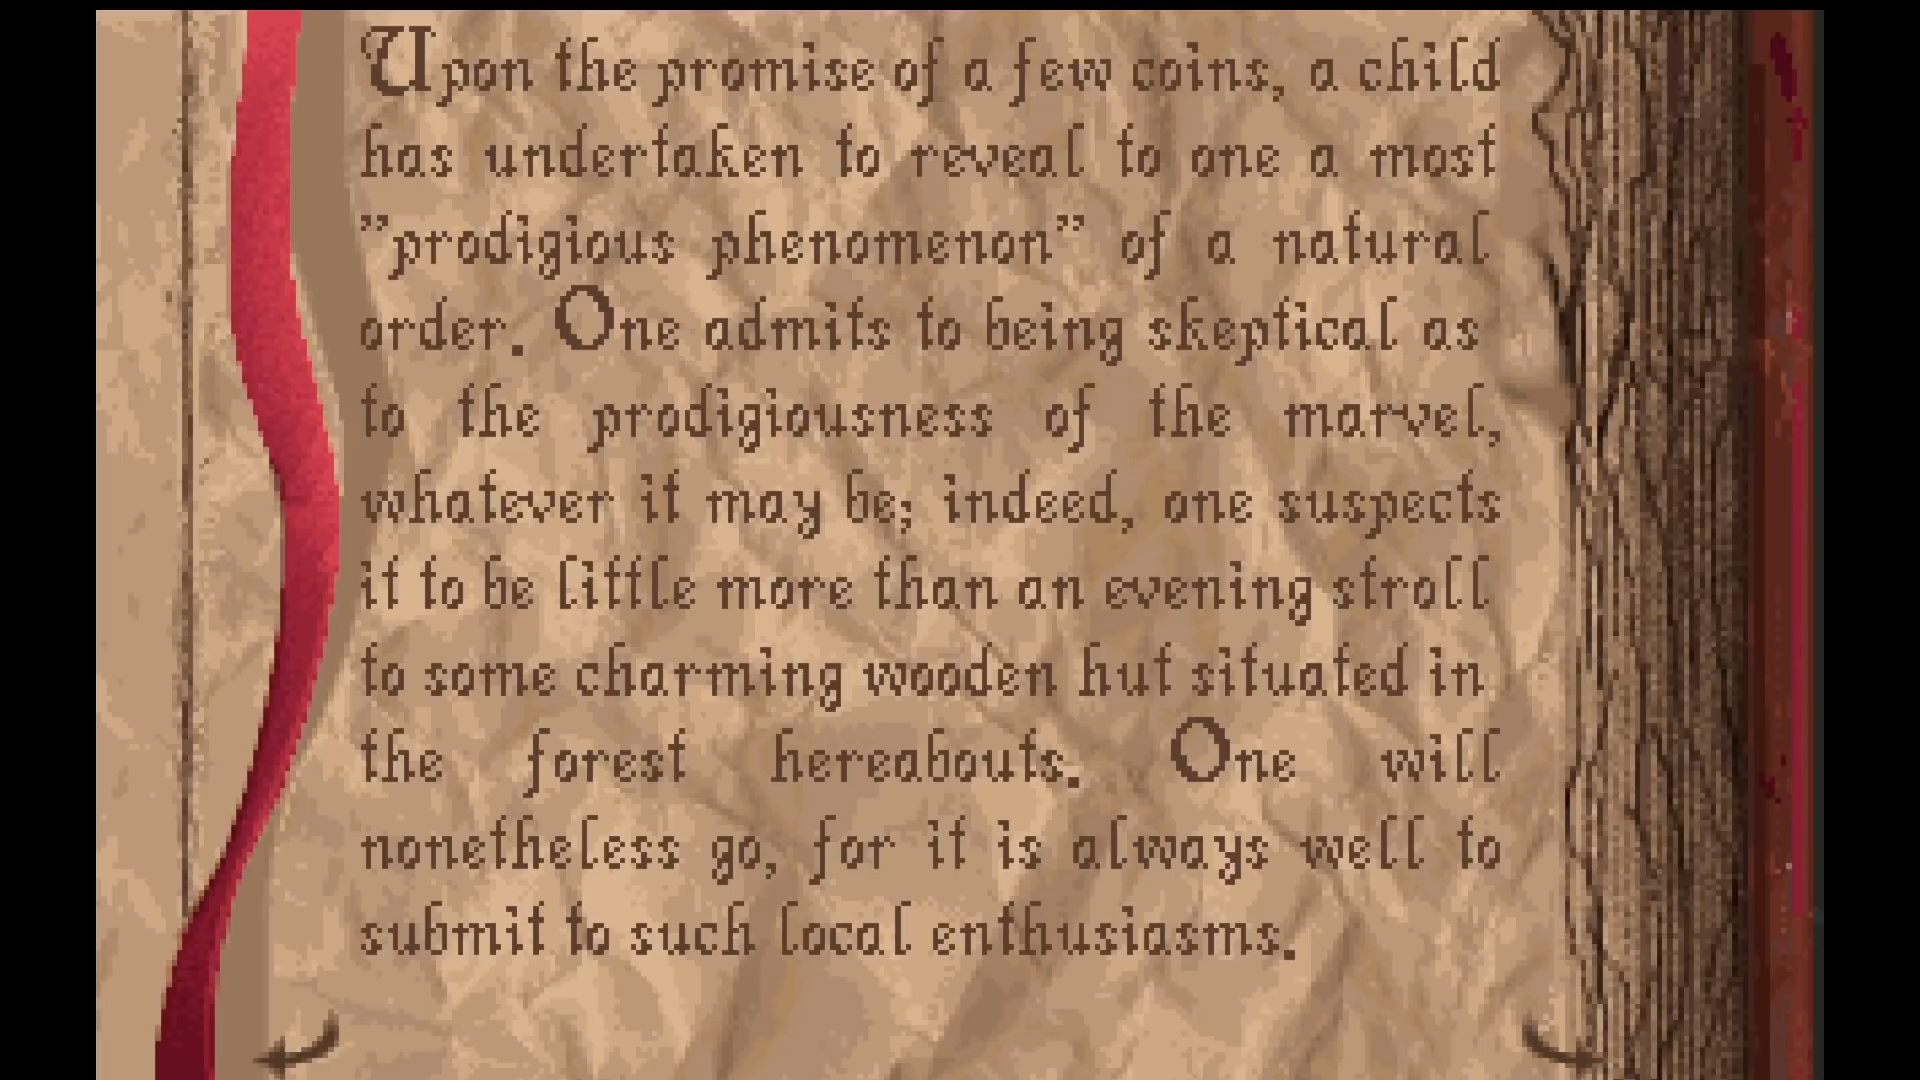 Upon the promise of a few coins, a child
has undertaken to reveal to one a most
"prodigious phenomenon" of a natural
order. One admits to being skeptical as
to the prodigiousness of the marvel,
whatever it may be; indeed, one suspects
it to be little more than an evening stroll
to some charming wooden hut situated in
the forest hereabouts. One will
nonetheless go, for it is always well to
submit to such local enthusiasms.